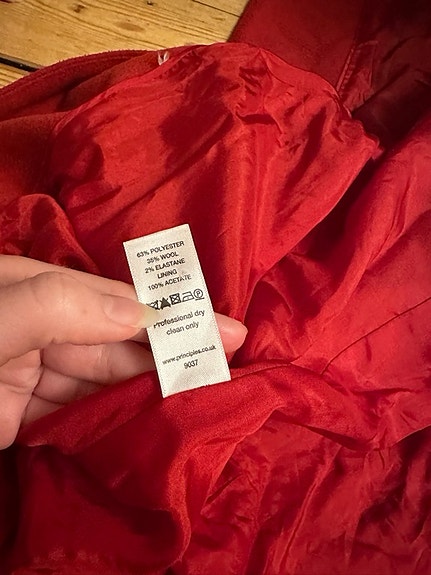 63% POLYESTER
35% WOOL
2% ELASTANE
LINING
100% ACETATE
Professional dry
clean only
www.principles.co.uk
9037